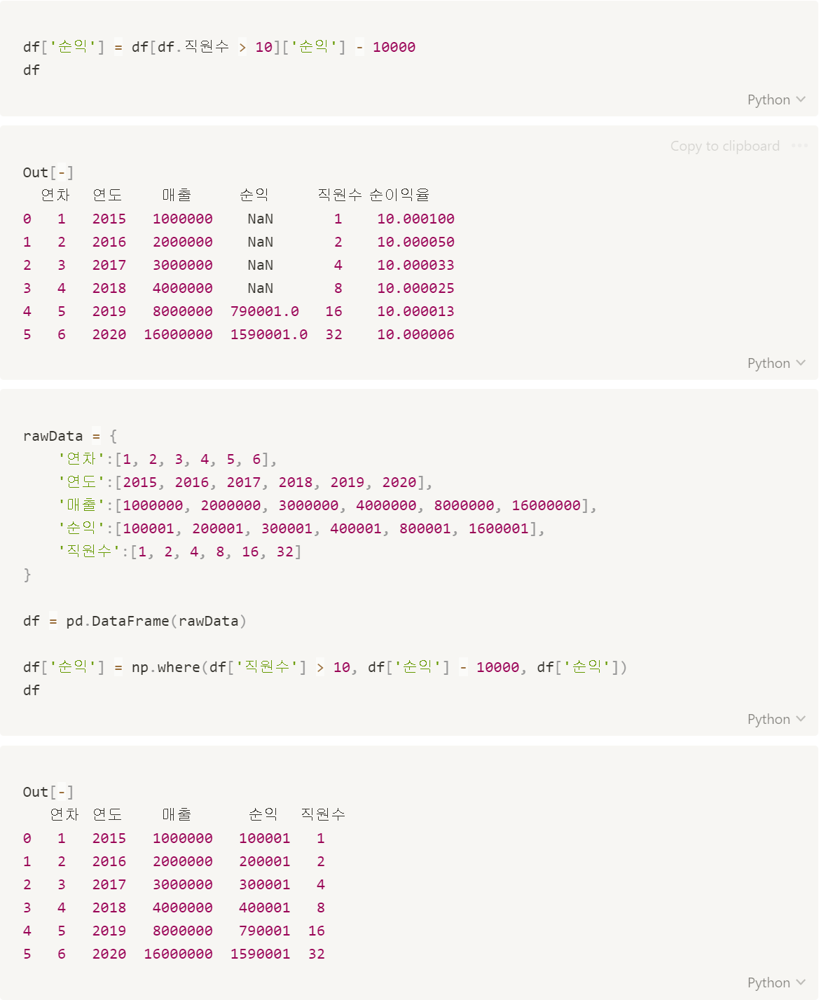 df['순익'] = df[df.직원수 > 10]['순익'] - 10000
df
Python
Copy to clipboard ···
Out[-]
연차 연도 매출 순익 직원수 순이익율
0 1 2015 1000000 NaN 1 10.000100
1 2 2016 2000000 NaN 2 10.000050
2 3 2017 3000000 NaN 4 10.000033
3 4 2018 4000000 NaN 8 10.000025
4 5 2019 8000000 790001.0 16 10.000013
5 6 2020 16000000 1590001.0 32 10.000006
Python
rawData = {
'연차':[1, 2, 3, 4, 5, 6],
'연도':[2015, 2016, 2017, 2018, 2019, 2020],
'매출':[1000000, 2000000, 3000000, 4000000, 8000000, 16000000],
'순익':[100001, 200001, 300001, 400001, 800001, 1600001],
'직원수':[1, 2, 4, 8, 16, 32]
}
df = pd.DataFrame(rawData)
df['순익'] = np.where(df['직원수'] > 10, df['순익'] - 10000, df['순익'])
df
Python
Out[-]
연차 연도 매출 순익 직원수
0 1 2015 1000000 100001 1
1 2 2016 2000000 200001 2
2 3 2017 3000000 300001 4
3 4 2018 4000000 400001 8
4 5 2019 8000000 790001 16
5 6 2020 16000000 1590001 32
Python